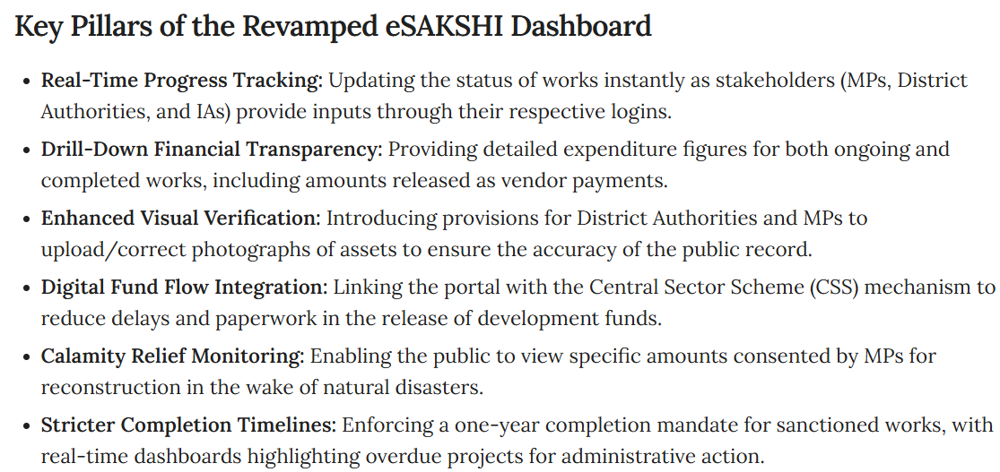 Key Pillars of the Revamped eSAKSHI Dashboard
• Real-Time Progress Tracking: Updating the status of works instantly as stakeholders (MPs, District
Authorities, and IAs) provide inputs through their respective logins.
• Drill-Down Financial Transparency: Providing detailed expenditure figures for both ongoing and
completed works, including amounts released as vendor payments.
• Enhanced Visual Verification: Introducing provisions for District Authorities and MPs to
upload/correct photographs of assets to ensure the accuracy of the public record.
• Digital Fund Flow Integration: Linking the portal with the Central Sector Scheme (CSS) mechanism to
reduce delays and paperwork in the release of development funds.
• Calamity Relief Monitoring: Enabling the public to view specific amounts consented by MPs for
reconstruction in the wake of natural disasters.
• Stricter Completion Timelines: Enforcing a one-year completion mandate for sanctioned works, with
real-time dashboards highlighting overdue projects for administrative action.